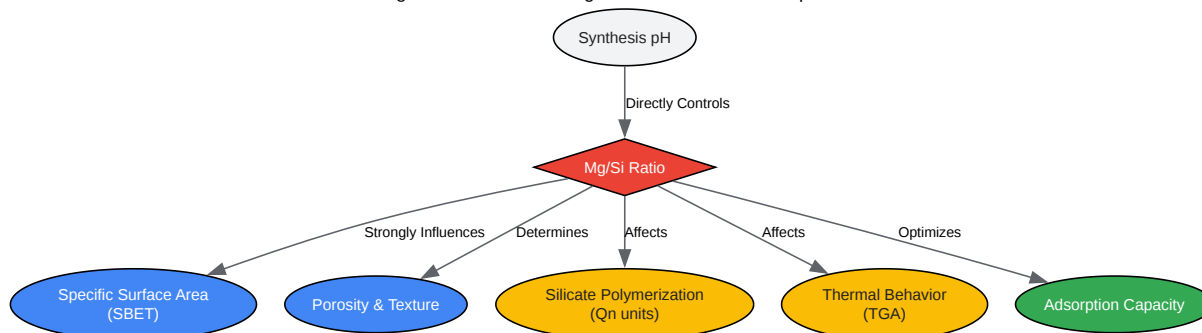 Synthesis pH
Directly Controls
Mg/Si Ratio
Strongly Influences
Determines
Affects
Affects
Optimizes
Specific Surface Area
(SBET)
Porosity & Texture
Silicate Polymerization
(Qn units)
Thermal Behavior
(TGA)
Adsorption Capacity